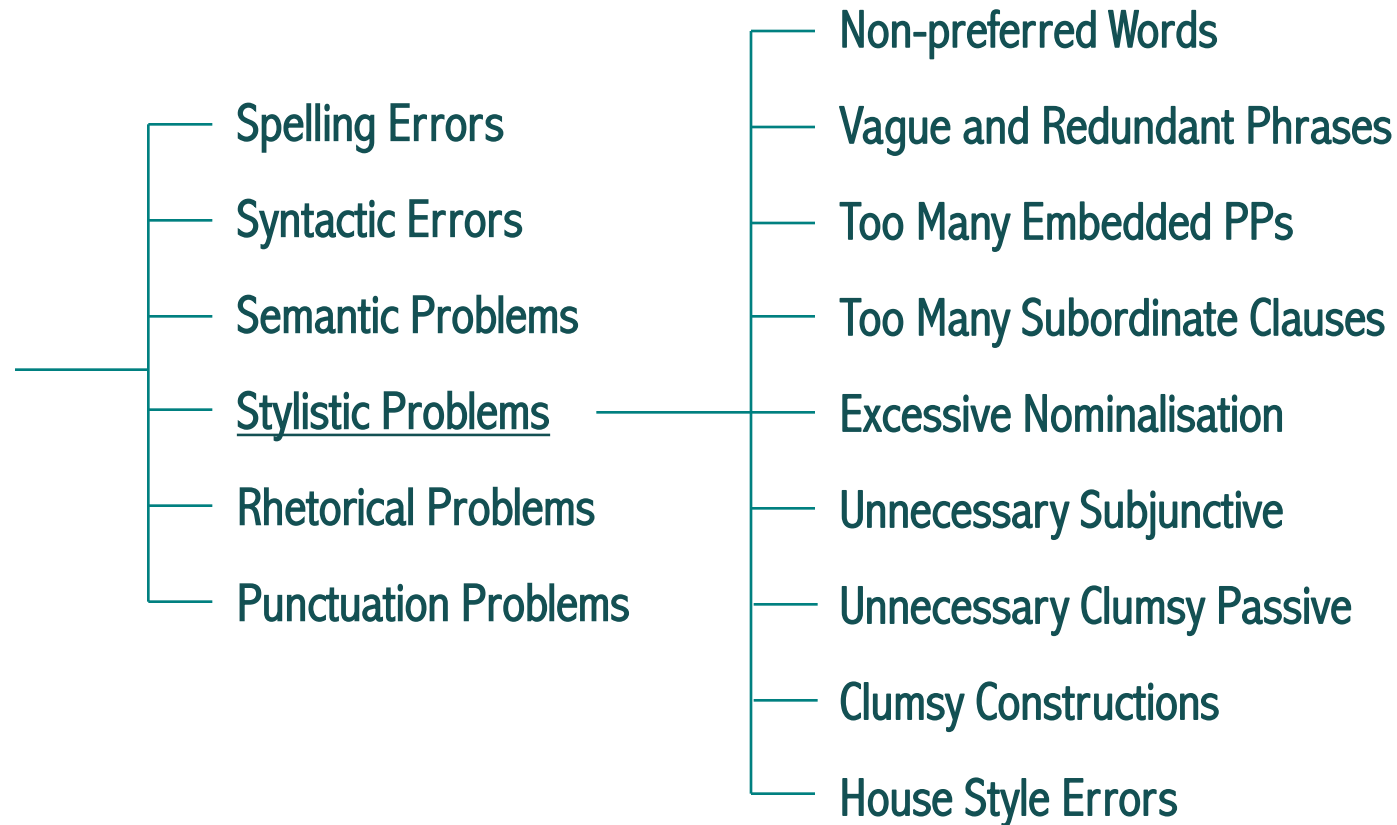 Spelling Errors
Syntactic Errors
Semantic Problems
Stylistic Problems
Rhetorical Problems
Punctuation Problems
Non-preferred Words
Vague and Redundant Phrases
Too Many Embedded PPs
Too Many Subordinate Clauses
Excessive Nominalisation
Unnecessary Subjunctive
Unnecessary Clumsy Passive
Clumsy Constructions
House Style Errors